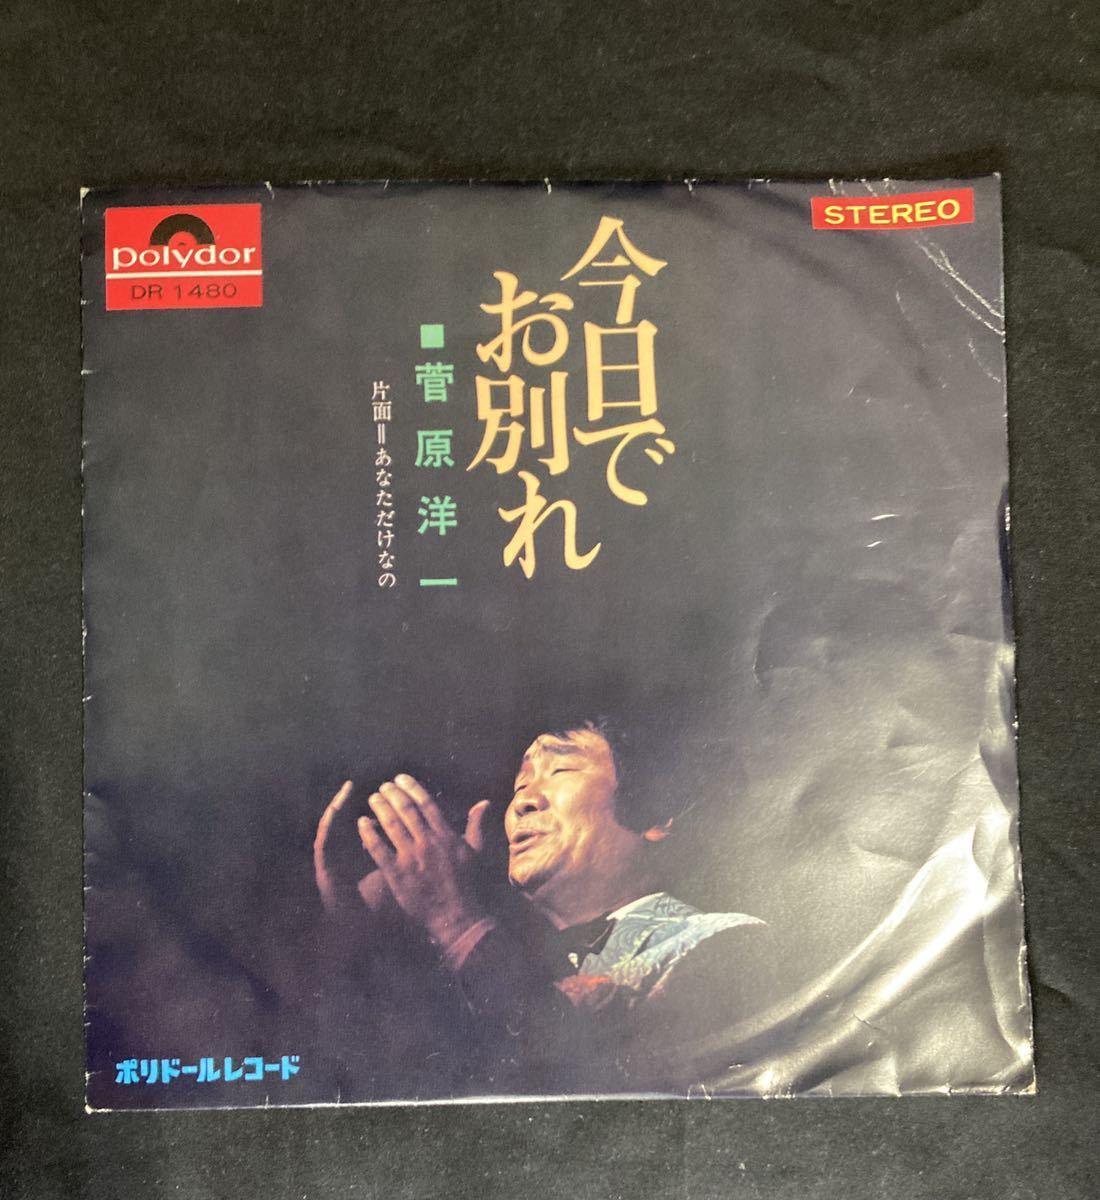 polydor
DR 1480
STEREO
今日で
お別れ
■菅原洋一
片面=あなただけなの
ポリドールレコード